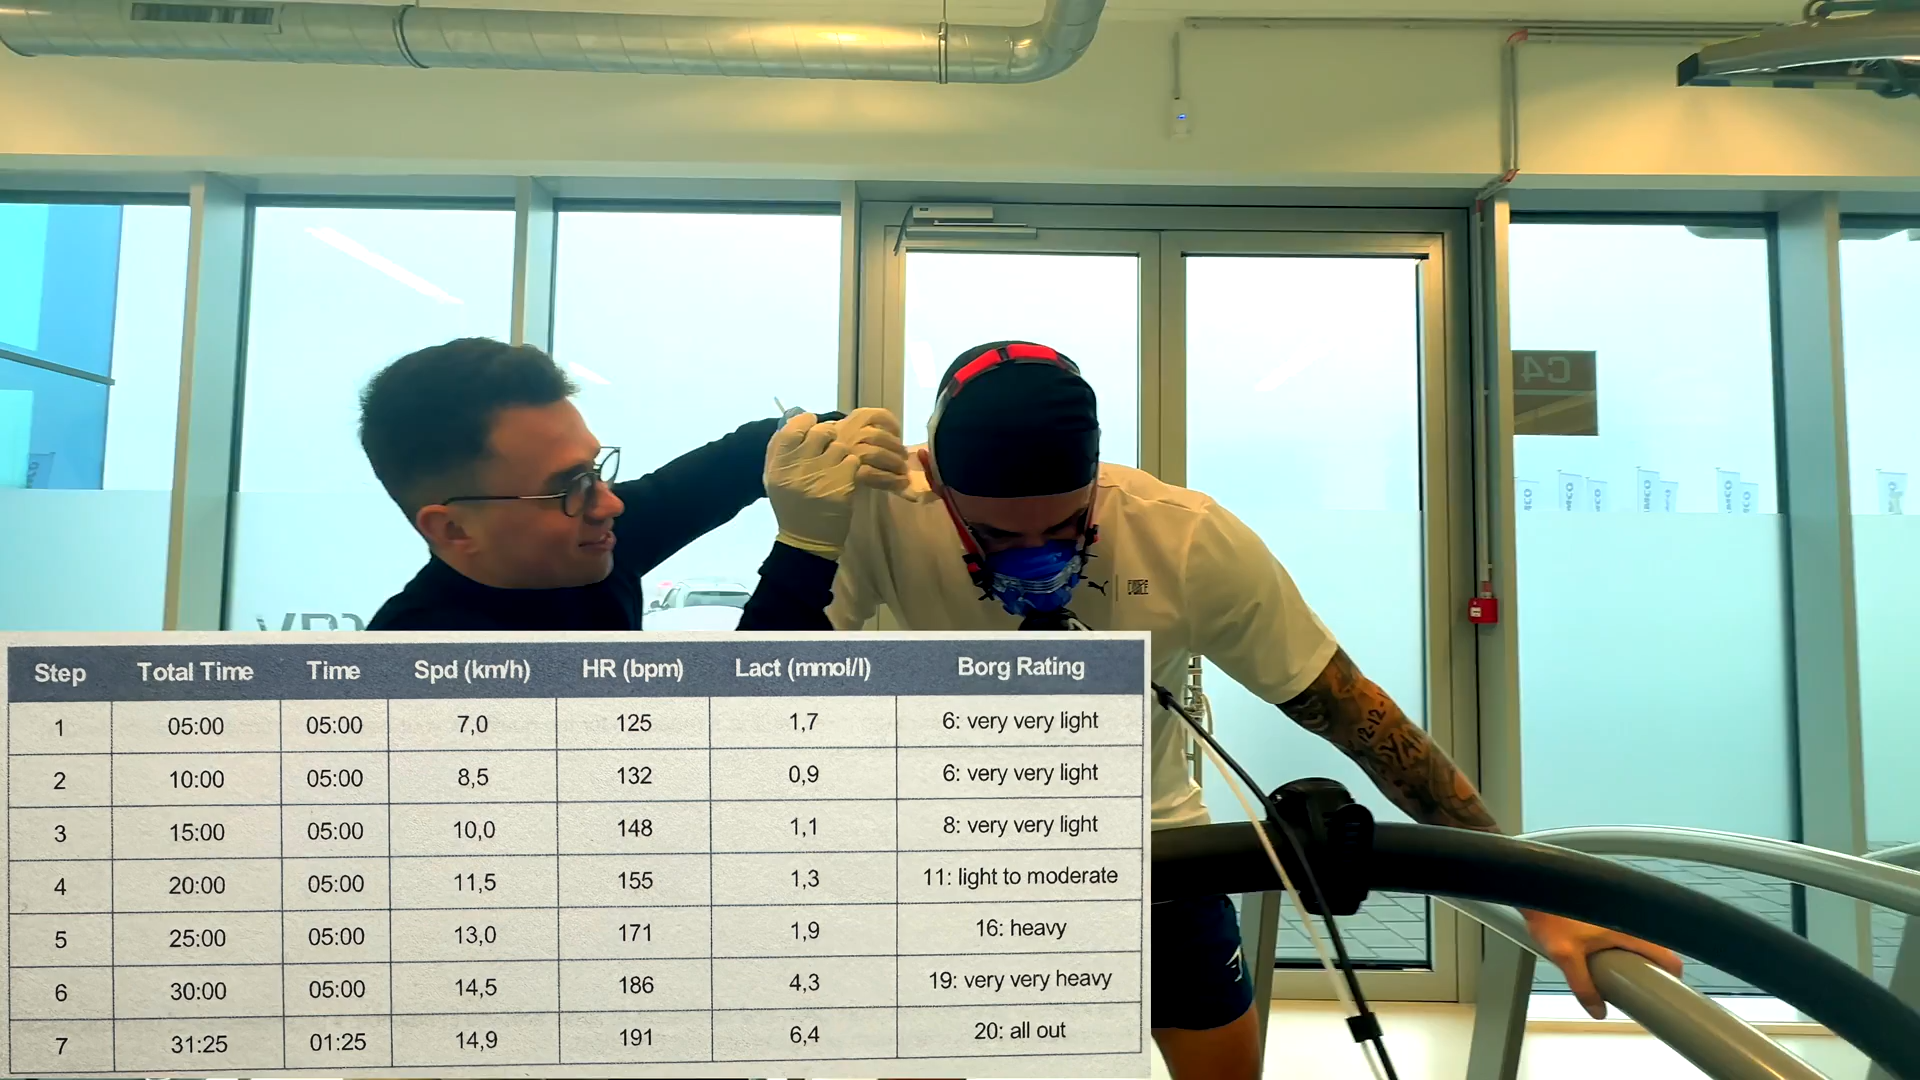 C4
12-12-
Step Total Time Time Spd (km/h) HR (bpm) Lact (mmol/l) Borg Rating
1 05:00 05:00 7,0 125 1,7 6: very very light
2 10:00 05:00 8,5 132 0,9 6: very very light
3 15:00 05:00 10,0 148 1,1 8: very very light
4 20:00 05:00 11,5 155 1,3 11: light to moderate
5 25:00 05:00 13,0 171 1,9 16: heavy
6 30:00 05:00 14,5 186 4,3 19: very very heavy
7 31:25 01:25 14,9 191 6,4 20: all out